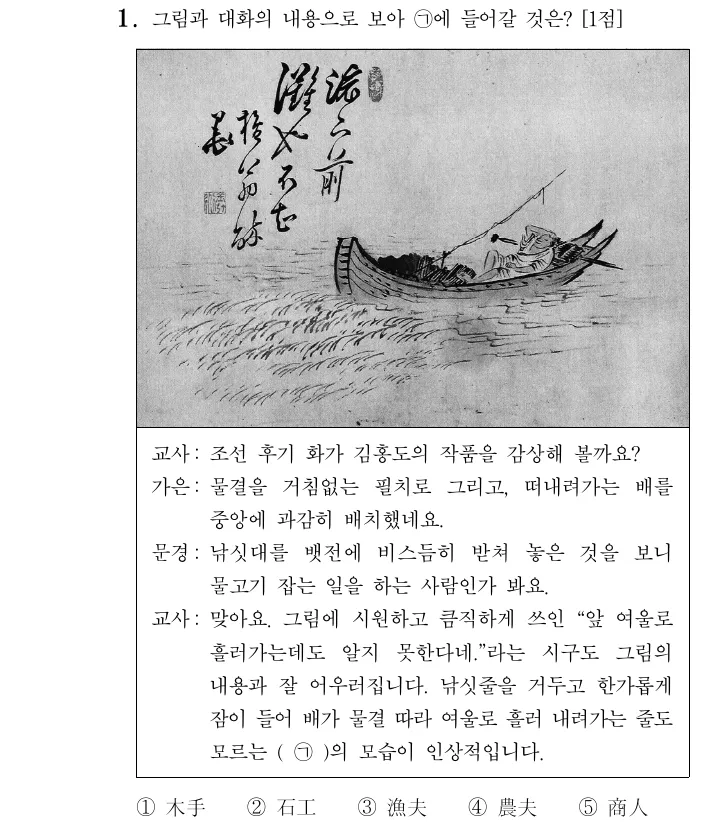 1. 그림과 대화의 내용으로 보아 ㉠에 들어갈 것은? [1점]
流下前
灘也不知
檀翁醉
畫
교사: 조선 후기 화가 김홍도의 작품을 감상해 볼까요?
가은: 물결을 거침없는 필치로 그리고, 떠내려가는 배를
중앙에 과감히 배치했네요.
문경: 낚싯대를 뱃전에 비스듬히 받쳐 놓은 것을 보니
물고기 잡는 일을 하는 사람인가 봐요.
교사: 맞아요. 그림에 시원하고 큼직하게 쓰인 “앞 여울로
흘러가는데도 알지 못한다네.”라는 시구도 그림의
내용과 잘 어우러집니다. 낚싯줄을 거두고 한가롭게
잠이 들어 배가 물결 따라 여울로 흘러 내려가는 줄도
모르는 ( ㉠ )의 모습이 인상적입니다.
① 木手 ② 石工 ③ 漁夫 ④ 農夫 ⑤ 商人